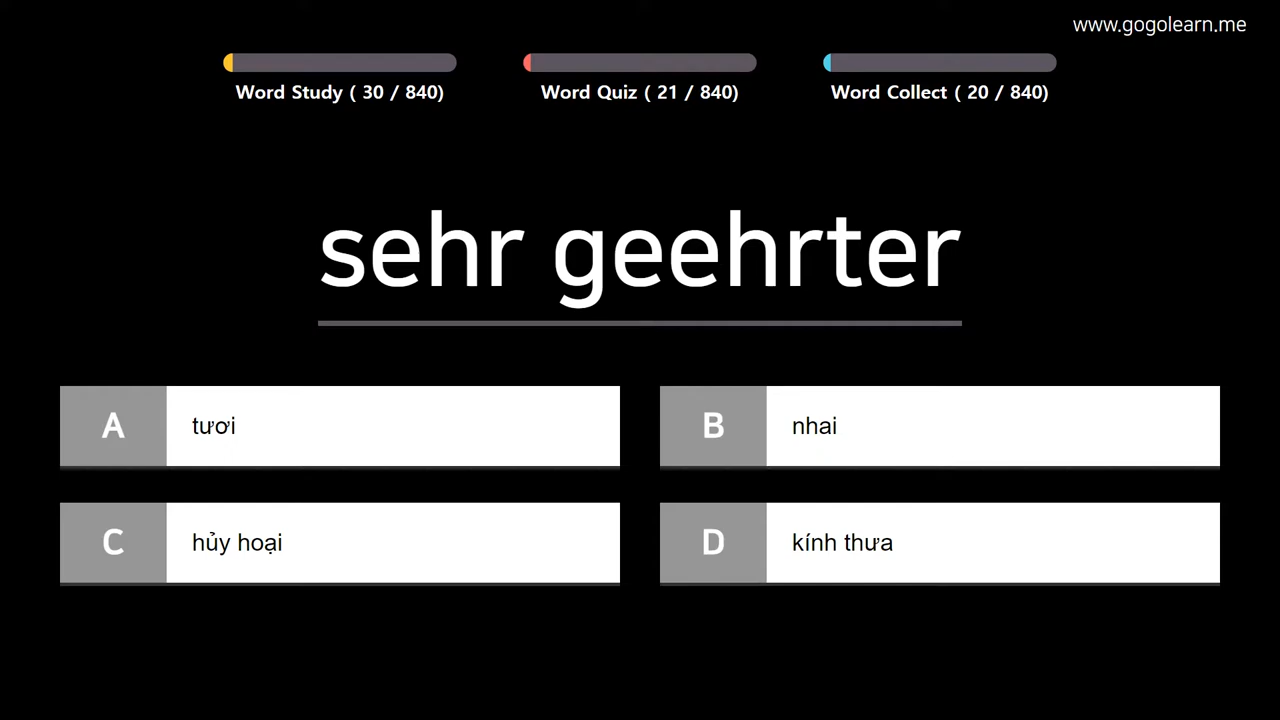 www.gogolearn.me
Word Study ( 30 / 840)
Word Quiz ( 21 / 840)
Word Collect ( 20 / 840)
sehr geehrter
A tươi
B nhai
C hủy hoại
D kính thưa